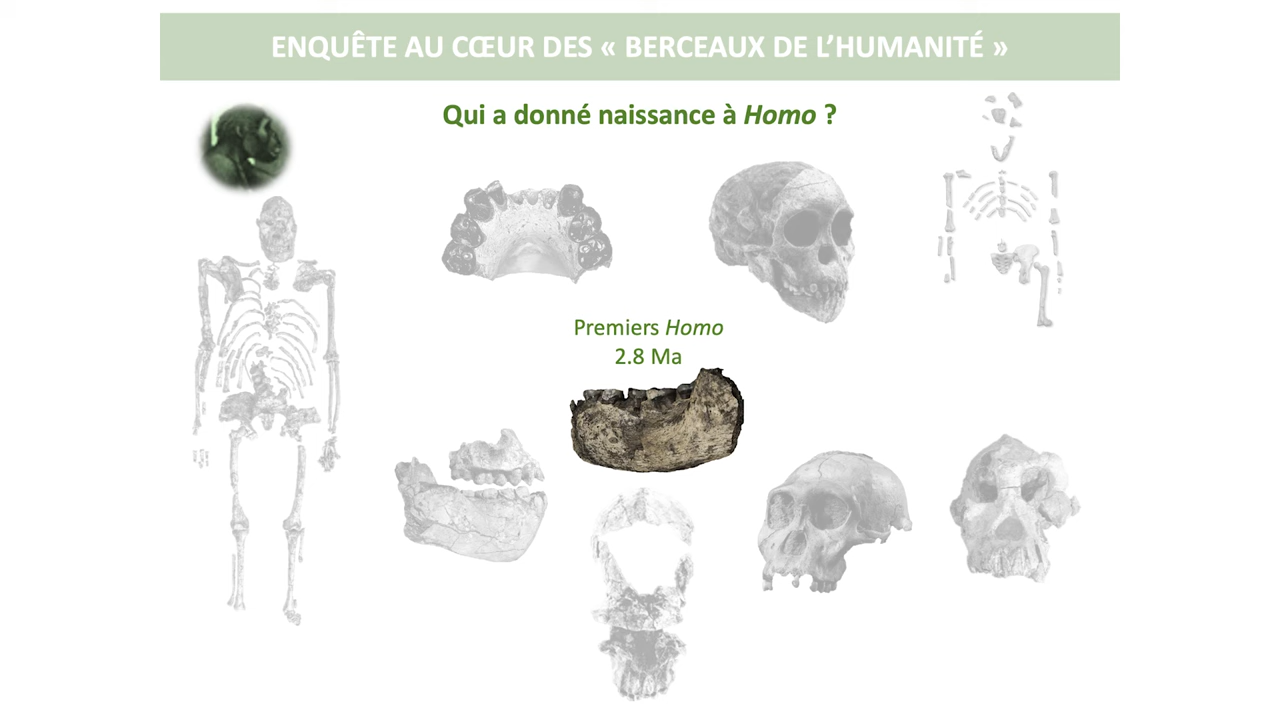 ENQUÊTE AU CŒUR DES « BERCEAUX DE L’HUMANITÉ »
Qui a donné naissance à Homo ?
Premiers Homo
2.8 Ma